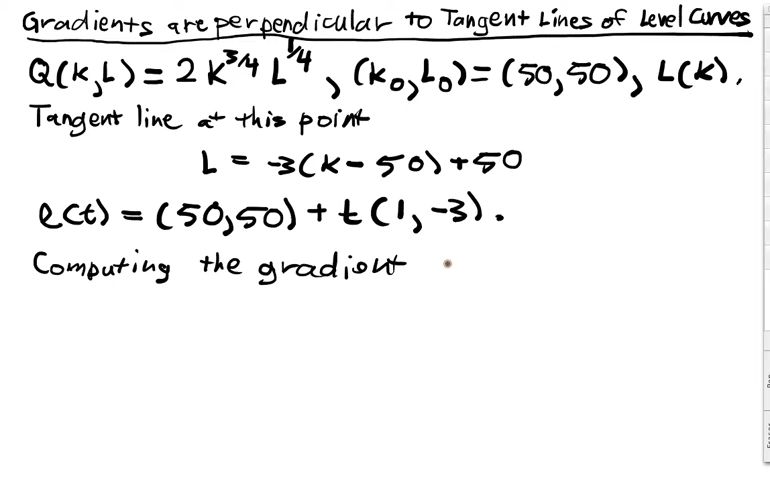 Gradients are perpendicular to Tangent Lines of Level Curves
Q(K,L) = 2 K^3/4 L^1/4, (K₀,L₀) = (50,50), L(K).
Tangent line at this point
L = -3(K - 50) + 50
l(t) = (50,50) + t(1,-3).
Computing the gradient